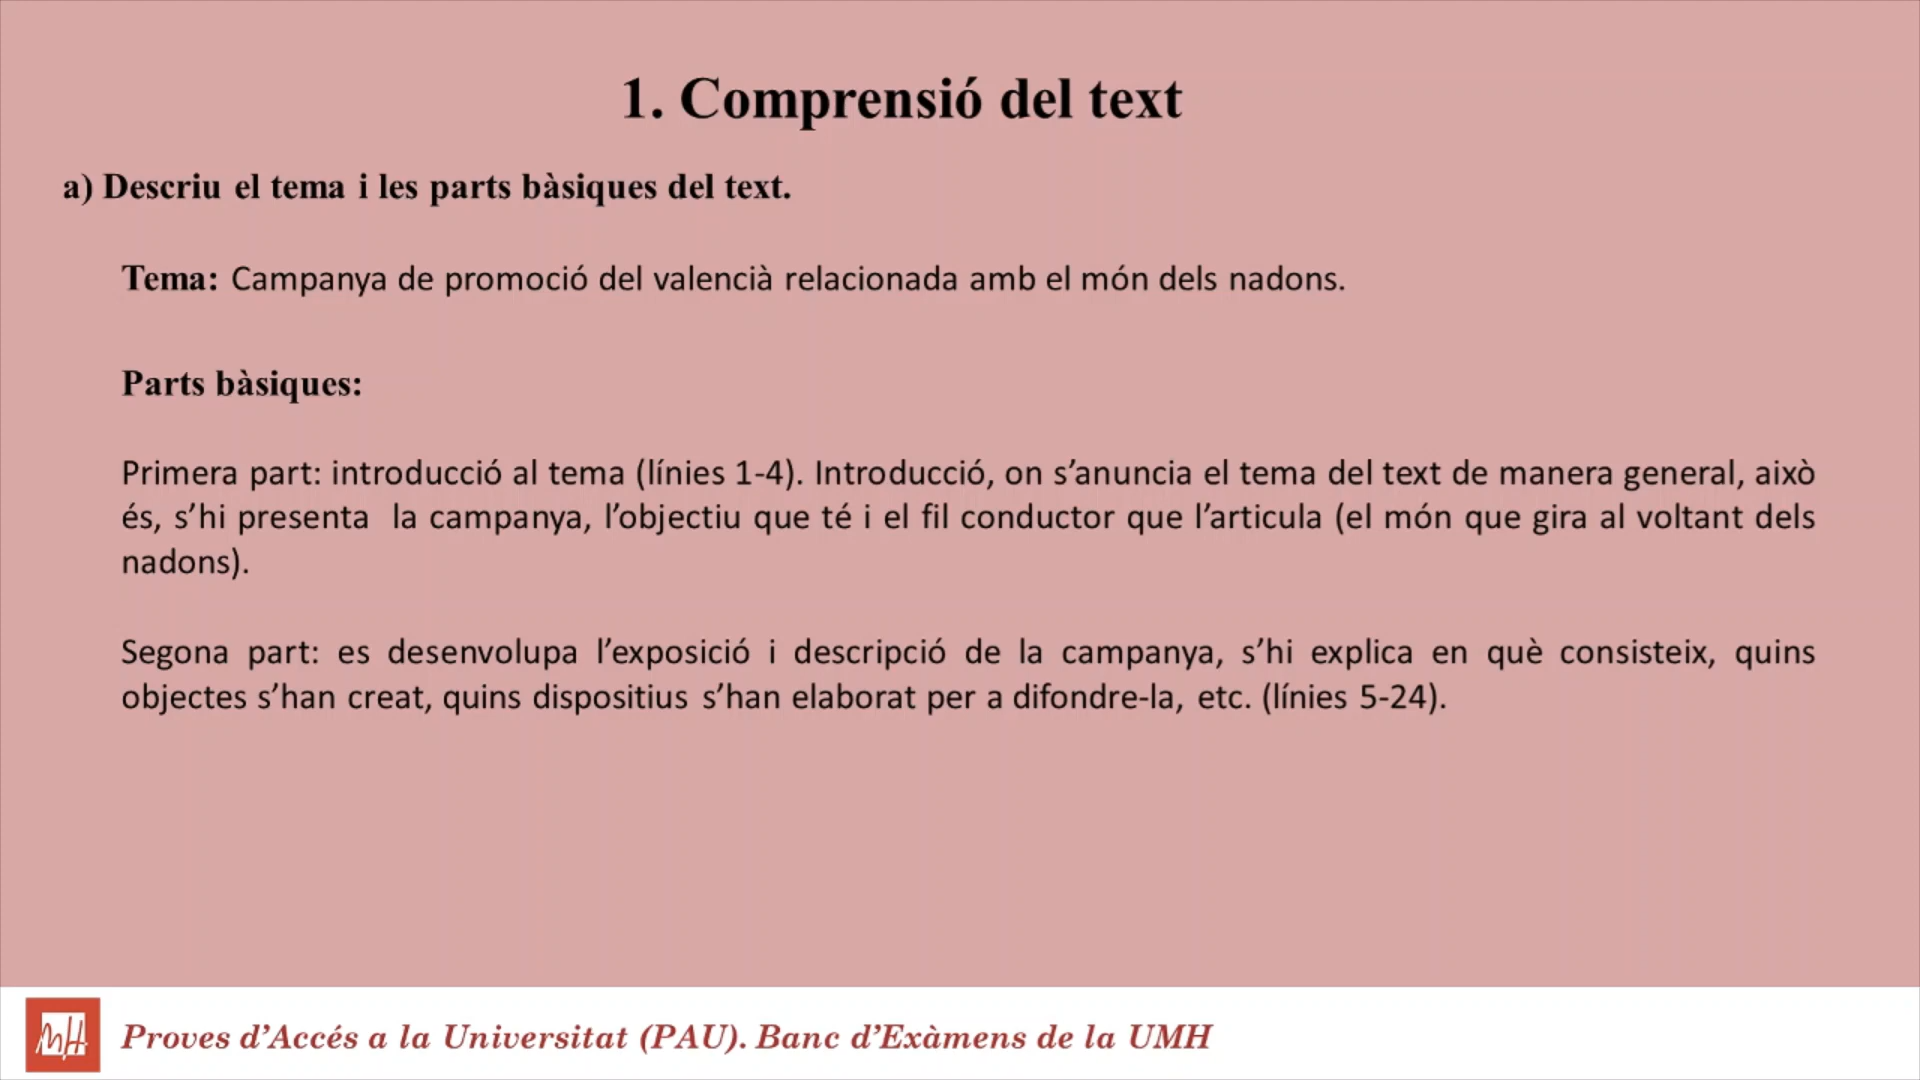 1. Comprensió del text
a) Descriu el tema i les parts bàsiques del text.
Tema: Campanya de promoció del valencià relacionada amb el món dels nadons.
Parts bàsiques:
Primera part: introducció al tema (línies 1-4). Introducció, on s’anuncia el tema del text de manera general, això
és, s’hi presenta la campanya, l’objectiu que té i el fil conductor que l’articula (el món que gira al voltant dels
nadons).
Segona part: es desenvolupa l’exposició i descripció de la campanya, s’hi explica en què consisteix, quins
objectes s’han creat, quins dispositius s’han elaborat per a difondre-la, etc. (línies 5-24).
Proves d’Accés a la Universitat (PAU). Banc d’Exàmens de la UMH